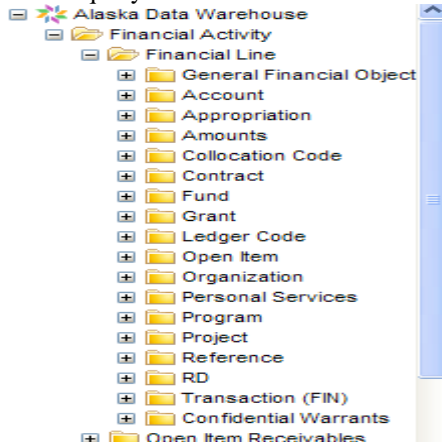 Alaska Data Warehouse
Financial Activity
Financial Line
General Financial Object
Account
Appropriation
Amounts
Collocation Code
Contract
Fund
Grant
Ledger Code
Open Item
Organization
Personal Services
Program
Project
Reference
RD
Transaction (FIN)
Confidential Warrants
Open Item Receivables